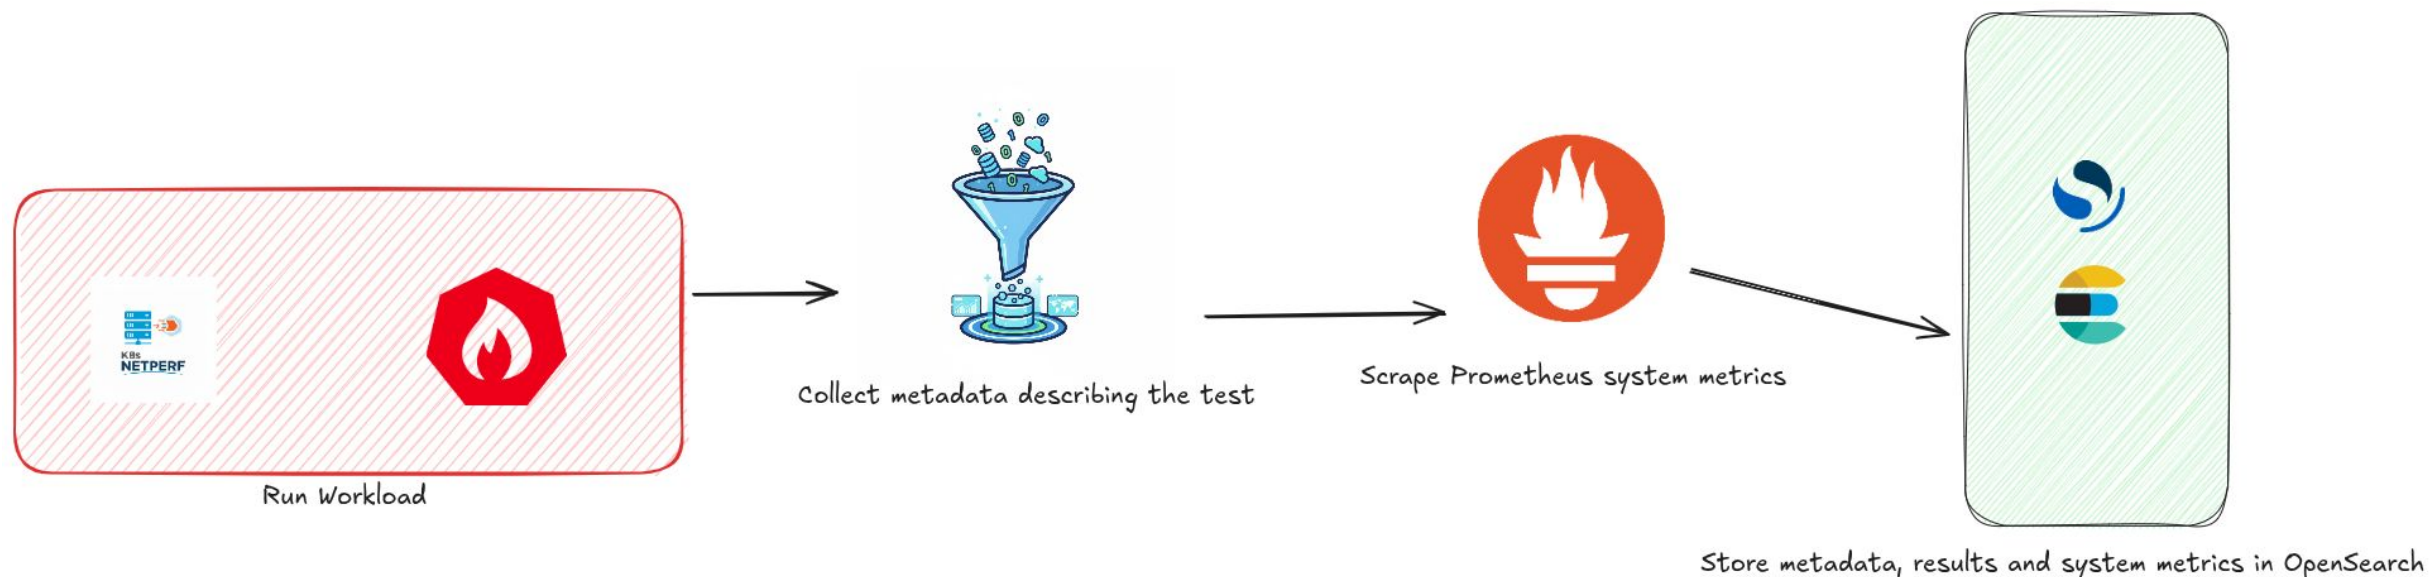 K8s
NETPERF
Run Workload
Collect metadata describing the test
Scrape Prometheus system metrics
Store metadata, results and system metrics in OpenSearch